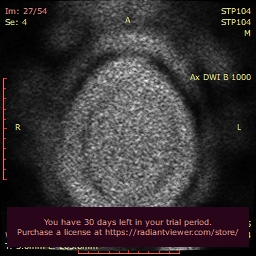 Im: 27/54
Se: 4
A
STP104
STP104
M
Ax DWI B 1000
R
L
You have 30 days left in your trial period.
Purchase a license at https://radiantviewer.com/store/